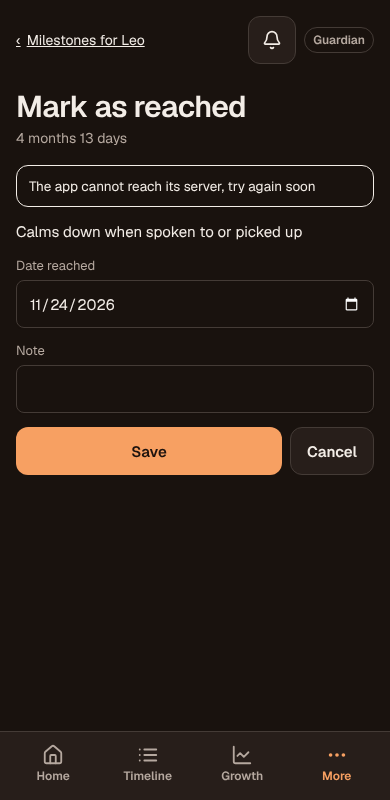 ‹ Milestones for Leo
Guardian
Mark as reached
4 months 13 days
The app cannot reach its server, try again soon
Calms down when spoken to or picked up
Date reached
11/24/2026
Note
Save
Cancel
Home
Timeline
Growth
More